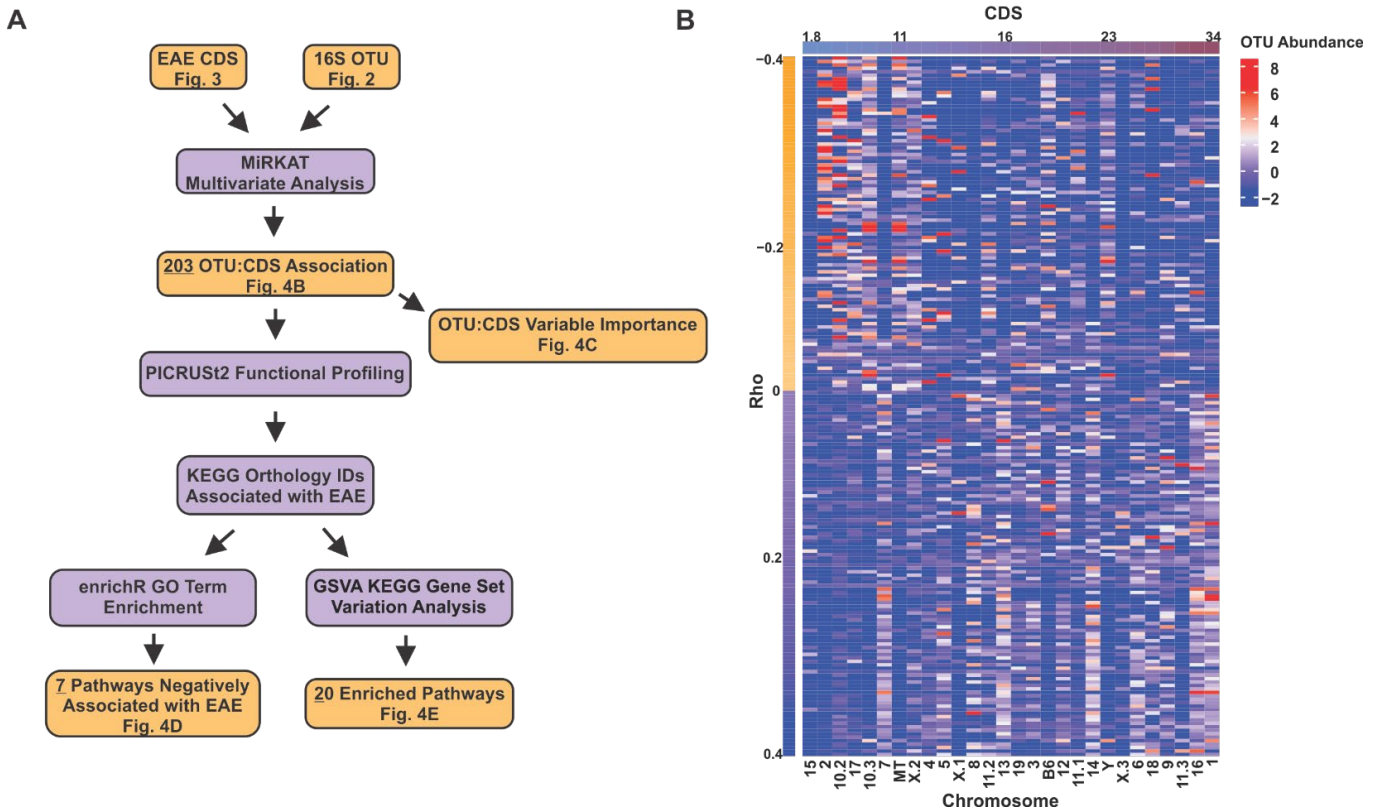 A
EAE CDS
Fig. 3
16S OTU
Fig. 2
MiRKAT
Multivariate Analysis
203 OTU:CDS Association
Fig. 4B
OTU:CDS Variable Importance
Fig. 4C
PICRUSt2 Functional Profiling
KEGG Orthology IDs
Associated with EAE
enrichR GO Term
Enrichment
GSVA KEGG Gene Set
Variation Analysis
7 Pathways Negatively
Associated with EAE
Fig. 4D
20 Enriched Pathways
Fig. 4E
B
CDS
1.8 11 16 23 34
OTU Abundance
8
6
4
2
0
−2
Rho
−0.4
−0.2
0
0.2
0.4
15 2 10.2 17 10.3 7 MT X.2 4 5 X.1 8 11.2 13 19 3 B6 12 11.1 14 Y X.3 6 18 9 11.3 16 1
Chromosome